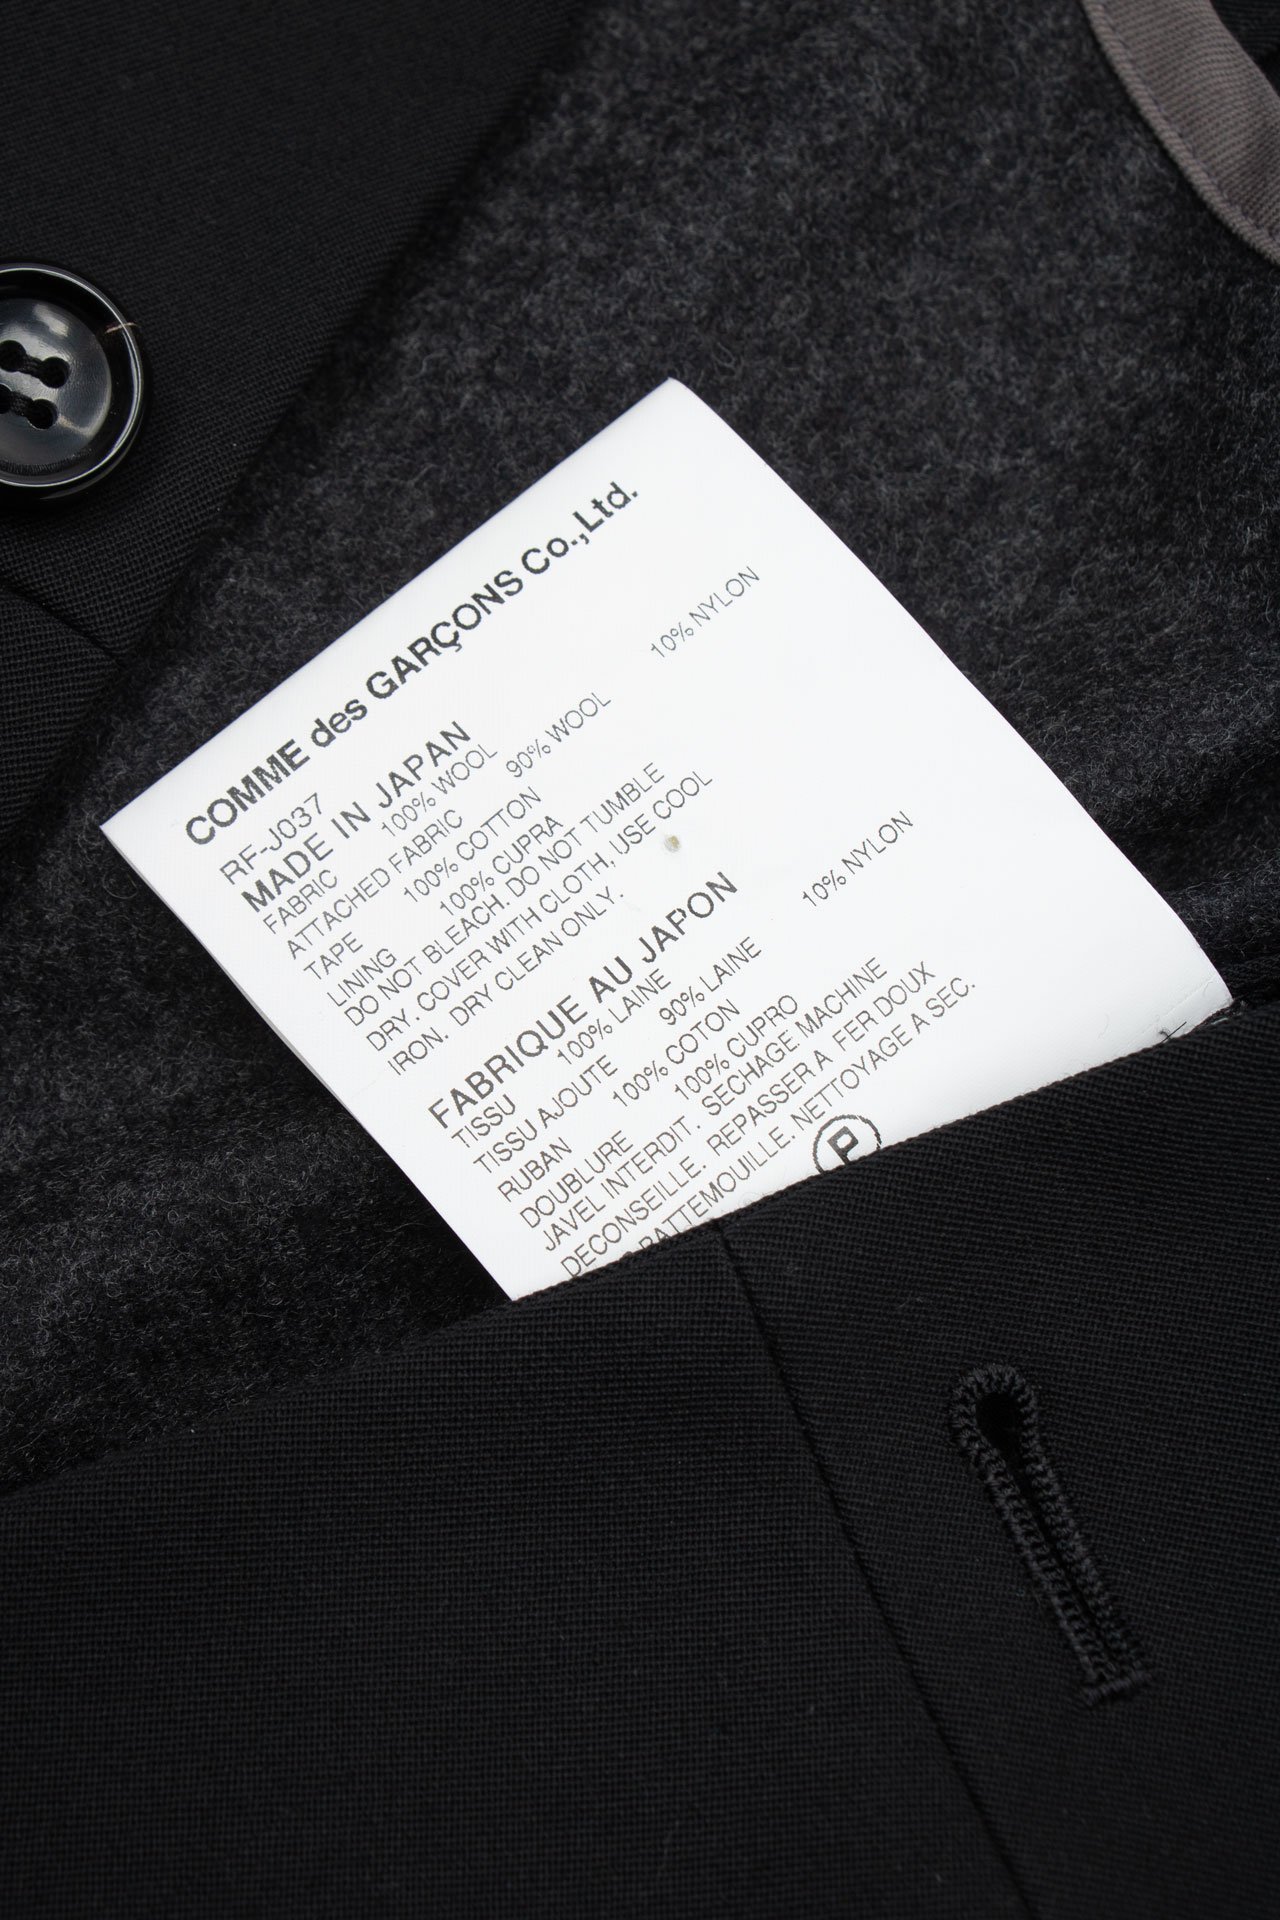 COMME des GARÇONS Co.,Ltd.
RF-J037
MADE IN JAPAN
FABRIC 100% WOOL
ATTACHED FABRIC 90% WOOL 10% NYLON
TAPE 100% COTTON
LINING 100% CUPRA
DO NOT BLEACH. DO NOT TUMBLE
DRY. COVER WITH CLOTH, USE COOL
IRON. DRY CLEAN ONLY.
FABRIQUE AU JAPON
TISSU 100% LAINE
TISSU AJOUTE 90% LAINE 10% NYLON
RUBAN 100% COTON
DOUBLURE 100% CUPRO
JAVEL INTERDIT. SECHAGE MACHINE
DECONSEILLE. REPASSER A FER DOUX
PATTEMOUILLE. NETTOYAGE A SEC.
P